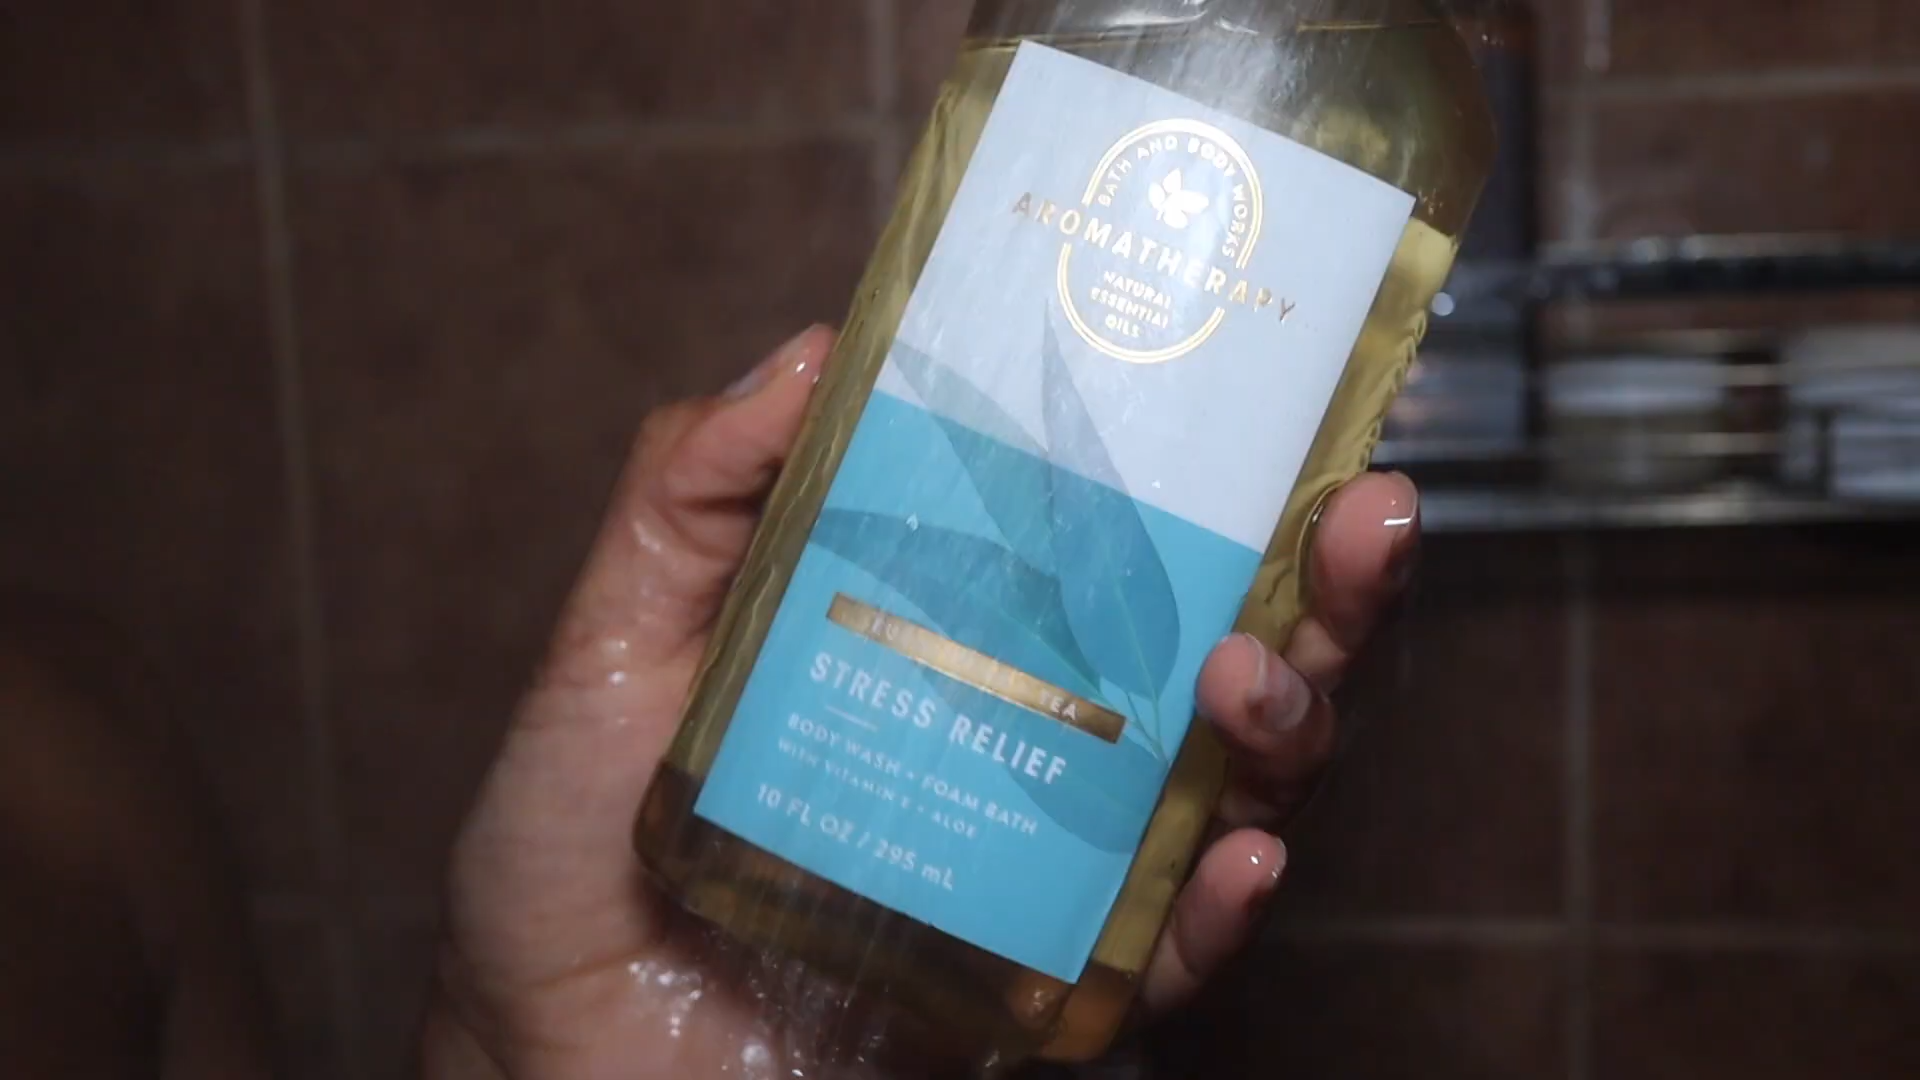 BATH AND BODY WORKS
AROMATHERAPY
NATURAL
ESSENTIAL
OILS
TEA
STRESS RELIEF
BODY WASH + FOAM BATH
WITH VITAMIN E + ALOE
10 FL OZ / 295 mL